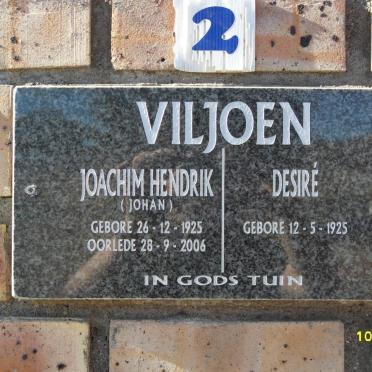 2
VILJOEN
JOACHIM HENDRIK
(JOHAN)
GEBORE 26-12-1925
OORLEDE 28-9-2006
DESIRÉ
GEBORE 12-5-1925
IN GODS TUIN
10